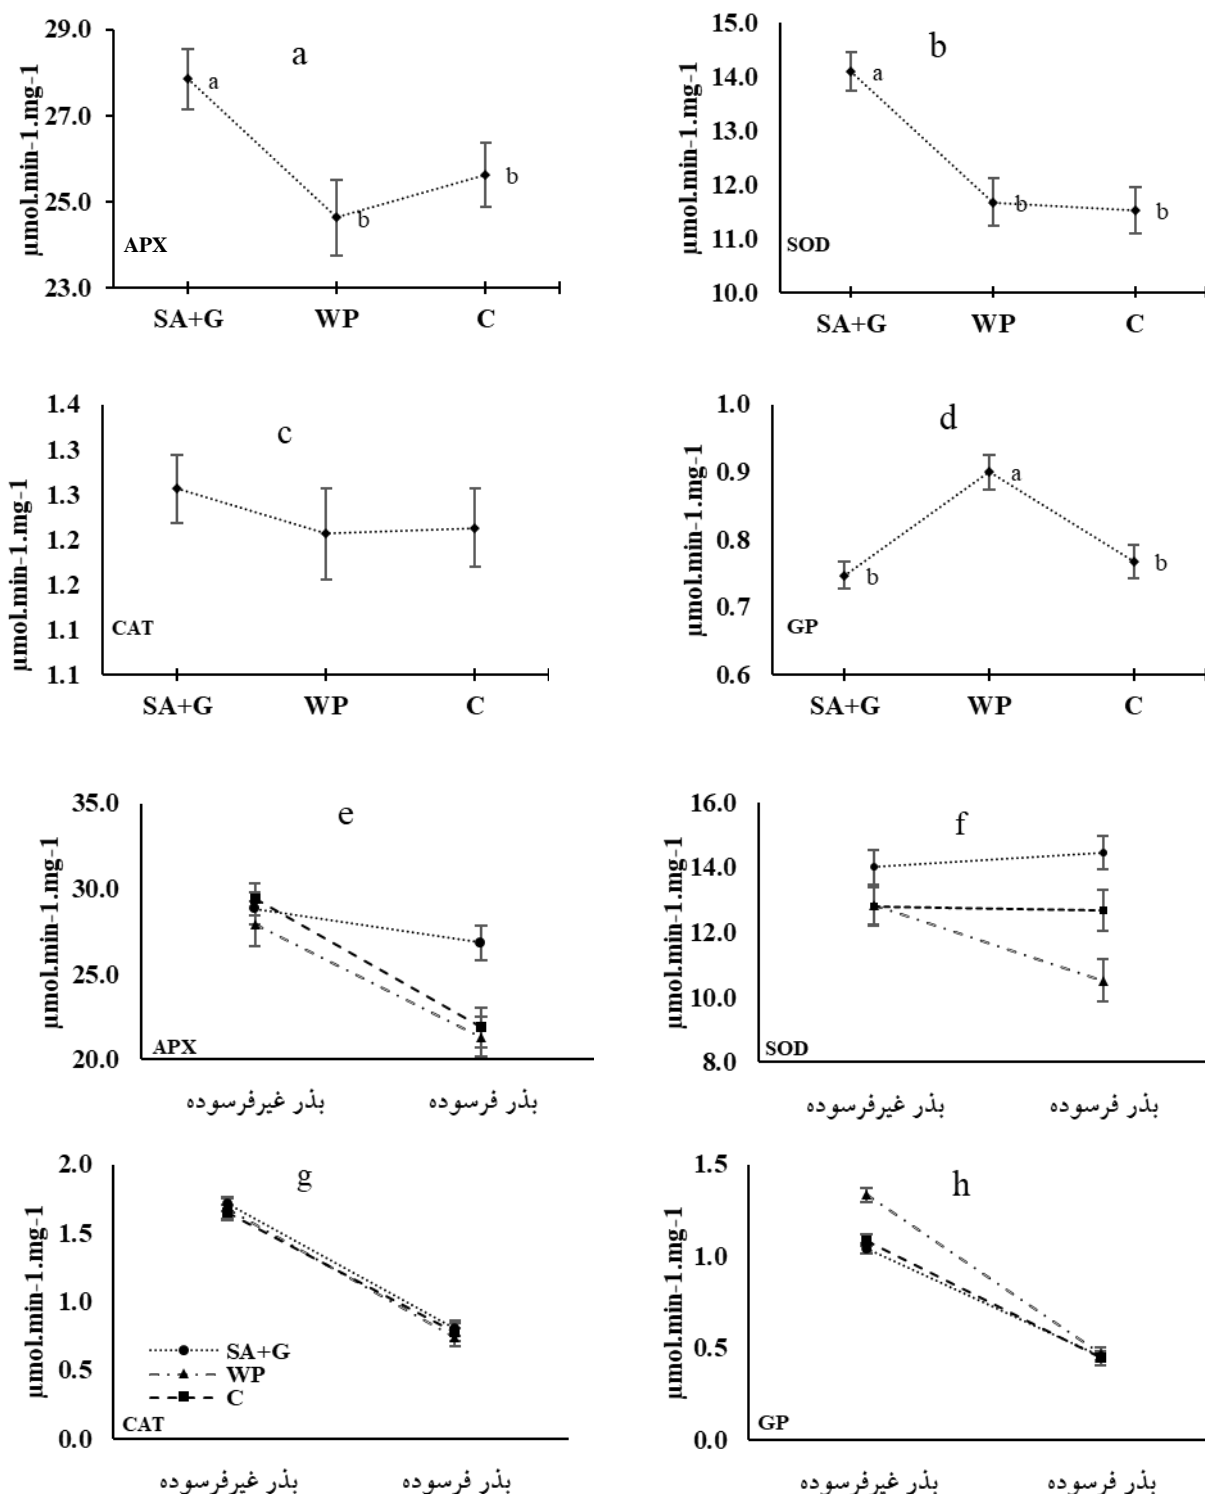 a
µmol.min-1.mg-1
29.0
27.0
25.0
23.0
a
b
b
APX
SA+G WP C
b
µmol.min-1.mg-1
15.0
14.0
13.0
12.0
11.0
10.0
a
b
b
SOD
SA+G WP C
c
µmol.min-1.mg-1
1.4
1.3
1.3
1.2
1.2
1.1
1.1
CAT
SA+G WP C
d
µmol.min-1.mg-1
1.0
0.9
0.8
0.7
0.6
b
a
b
GP
SA+G WP C
e
µmol.min-1.mg-1
35.0
30.0
25.0
20.0
APX
بذر غیرفرسوده
بذر فرسوده
f
µmol.min-1.mg-1
16.0
14.0
12.0
10.0
8.0
SOD
بذر غیرفرسوده
بذر فرسوده
g
µmol.min-1.mg-1
2.0
1.5
1.0
0.5
0.0
SA+G
WP
C
CAT
بذر غیرفرسوده
بذر فرسوده
h
µmol.min-1.mg-1
1.5
1.0
0.5
0.0
GP
بذر غیرفرسوده
بذر فرسوده